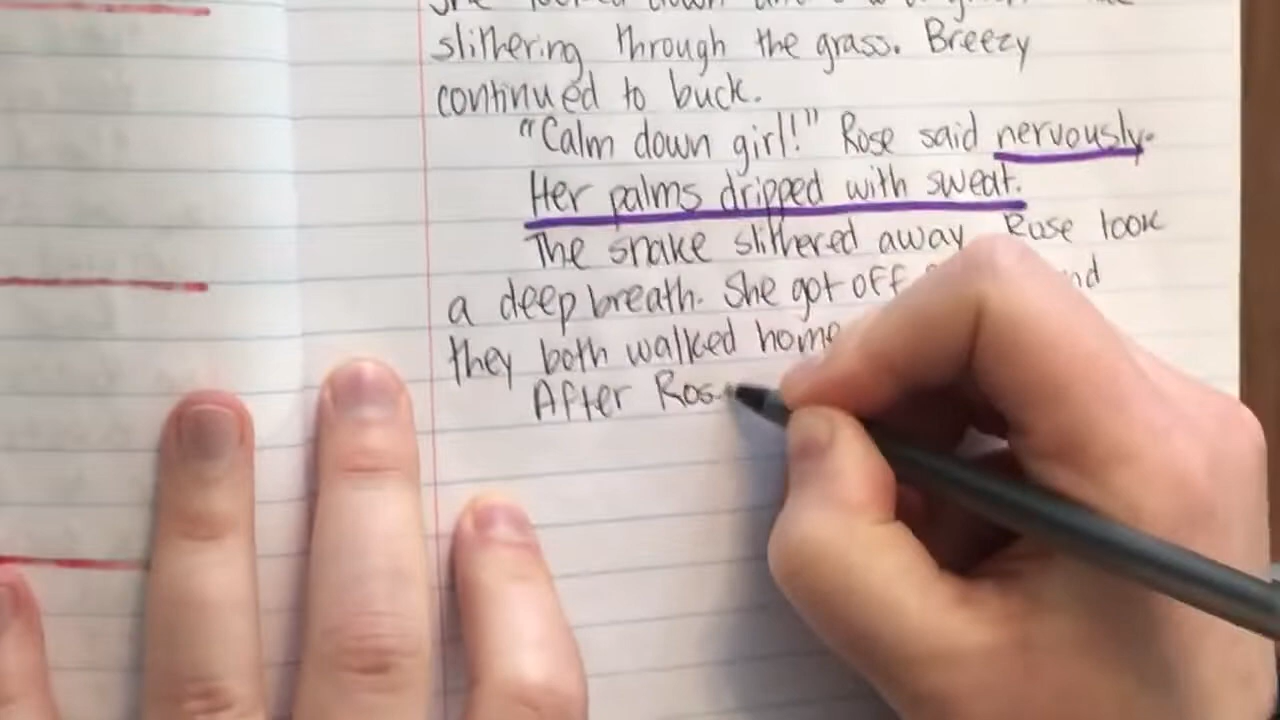 slithering through the grass. Breezy
continued to buck.
"Calm down girl!" Rose said nervously.
Her palms dripped with sweat.
The snake slithered away Rose look
a deep breath. She got off
they both walked home
After Ros